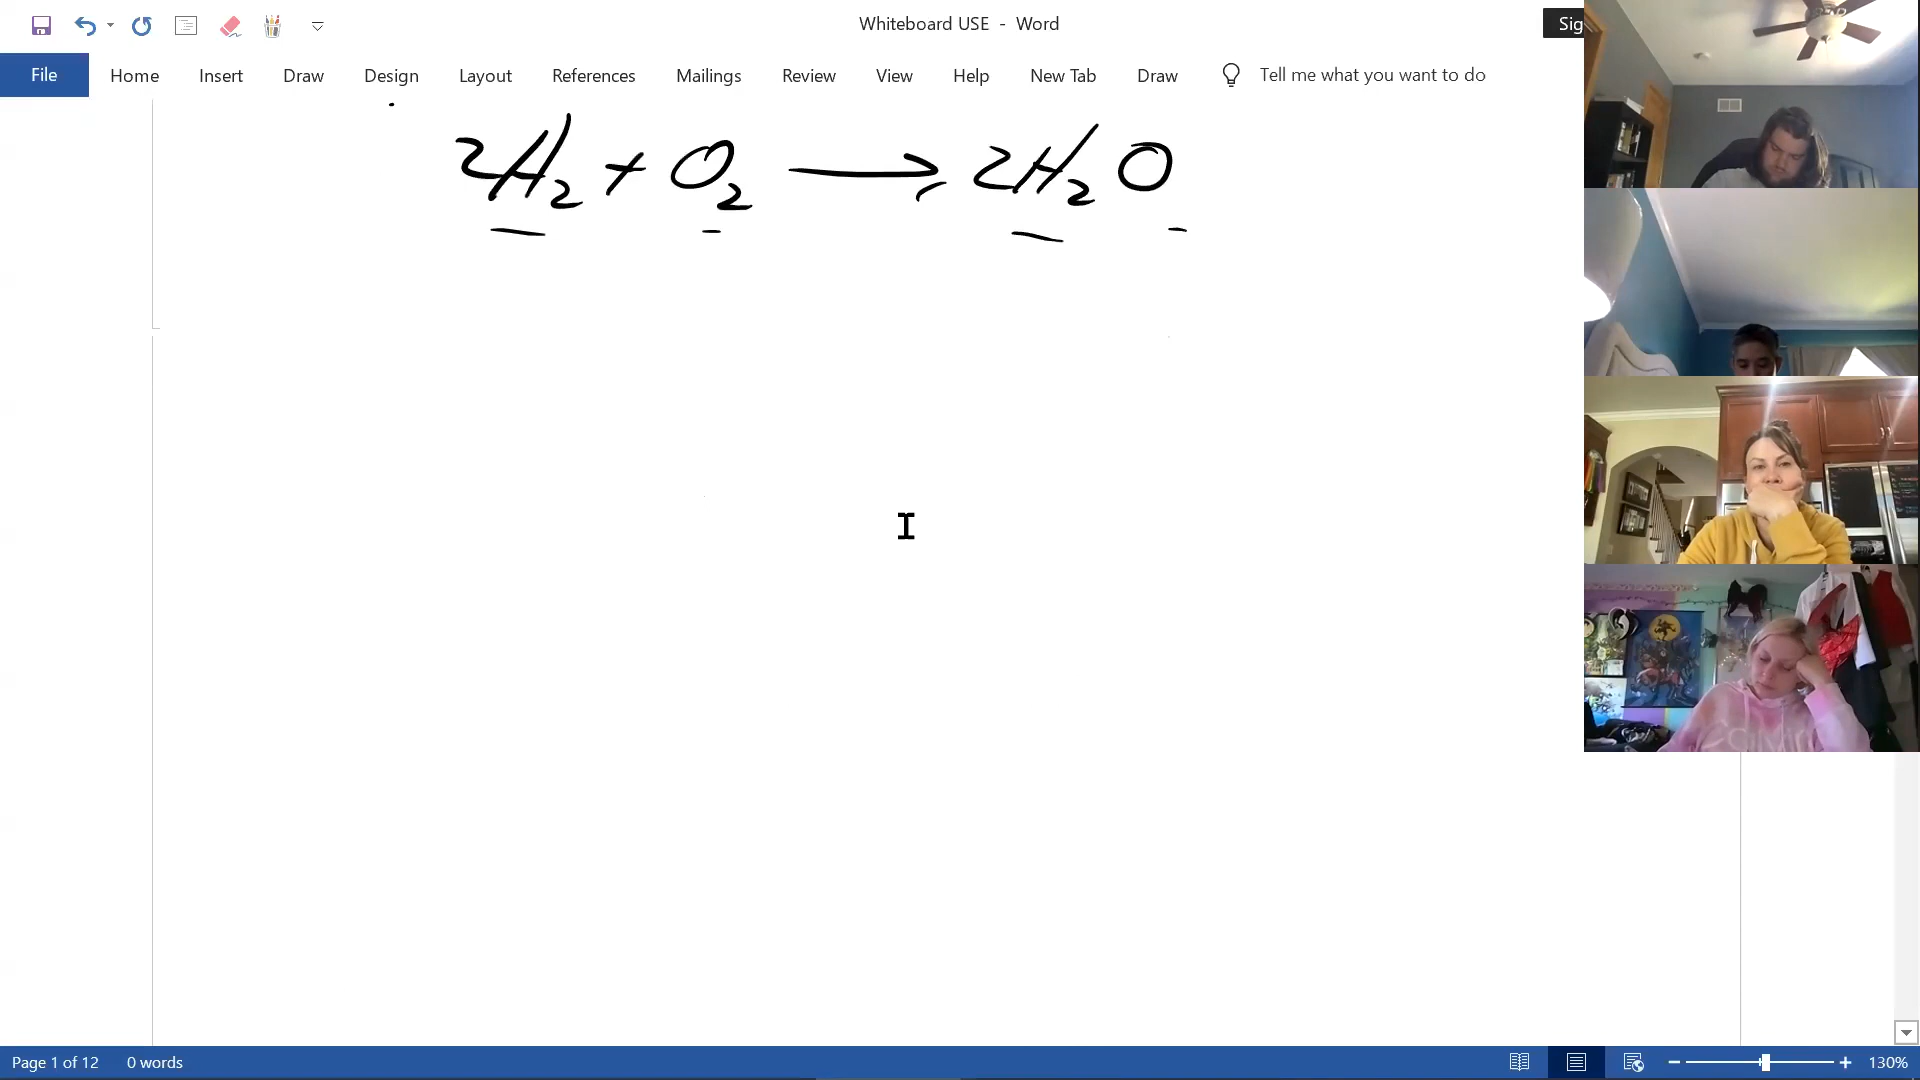 Whiteboard USE - Word
Sig
File Home Insert Draw Design Layout References Mailings Review View Help New Tab Draw Tell me what you want to do
2H₂ + O₂ → 2H₂O
Page 1 of 12 0 words 130%